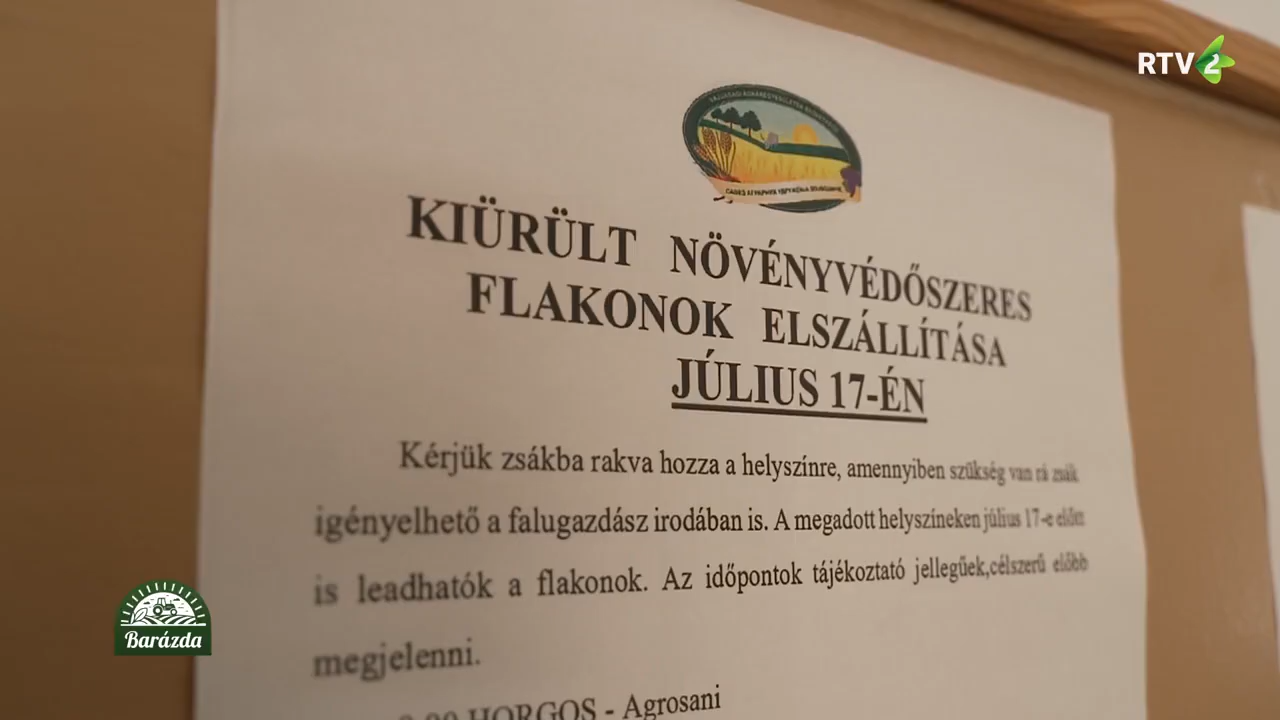 RTV 2
KIÜRÜLT NÖVÉNYVÉDŐSZERES
FLAKONOK ELSZÁLLÍTÁSA
JÚLIUS 17-ÉN
Kérjük zsákba rakva hozza a helyszínre, amennyiben szükség van rá zsák
igényelhető a falugazdász irodában is. A megadott helyszíneken július 17-e előtt
is leadhatók a flakonok. Az időpontok tájékoztató jellegűek,célszerű előbb
megjelenni.
HORGOS - Agrosani
Barázda